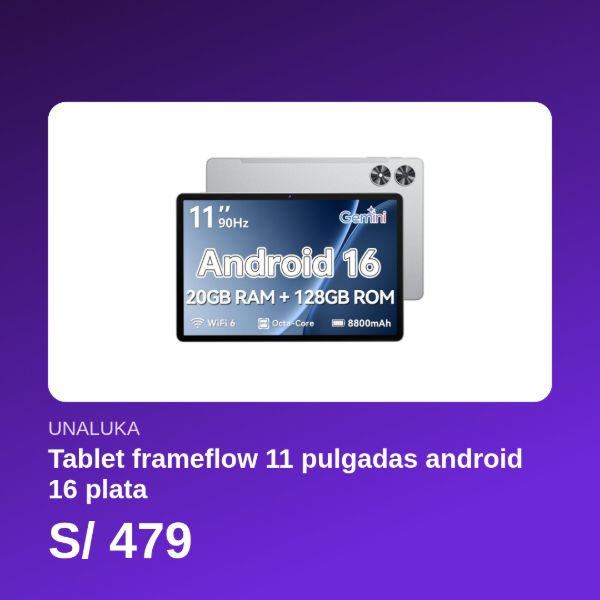 11’’ 90Hz
Gemini
Android 16
20GB RAM + 128GB ROM
WiFi 6 Octa-Core 8800mAh
UNALUKA
Tablet frameflow 11 pulgadas android
16 plata
S/ 479